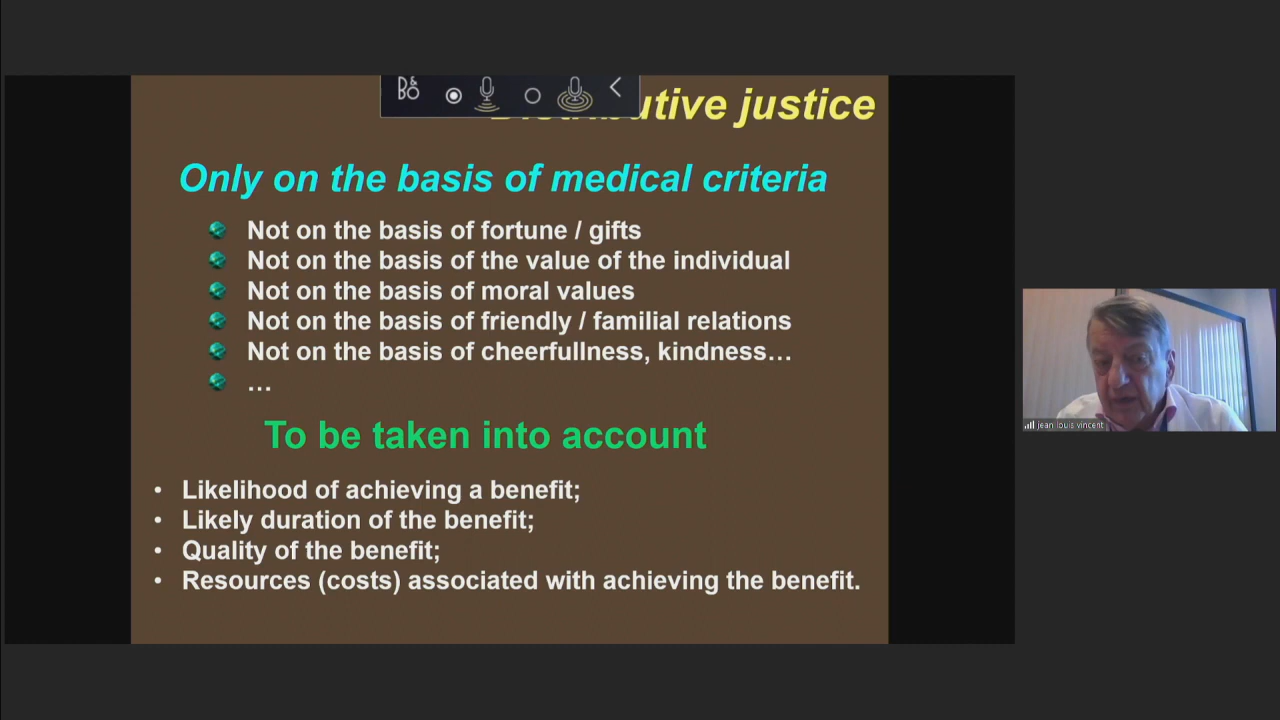 B&O
utive justice
Only on the basis of medical criteria
Not on the basis of fortune / gifts
Not on the basis of the value of the individual
Not on the basis of moral values
Not on the basis of friendly / familial relations
Not on the basis of cheerfullness, kindness…
…
To be taken into account
• Likelihood of achieving a benefit;
• Likely duration of the benefit;
• Quality of the benefit;
• Resources (costs) associated with achieving the benefit.
jean louis vincent